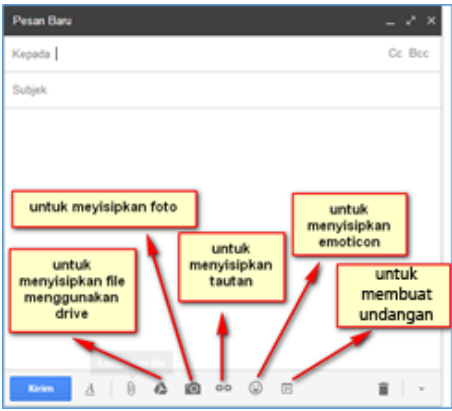 Pesan Baru
Kepada
Cc Bcc
Subjek
untuk meyisipkan foto
untuk
menyisipkan
emoticon
untuk
menyisipkan
tautan
untuk
menyisipkan file
menggunakan
drive
untuk
membuat
undangan
Kirim
A